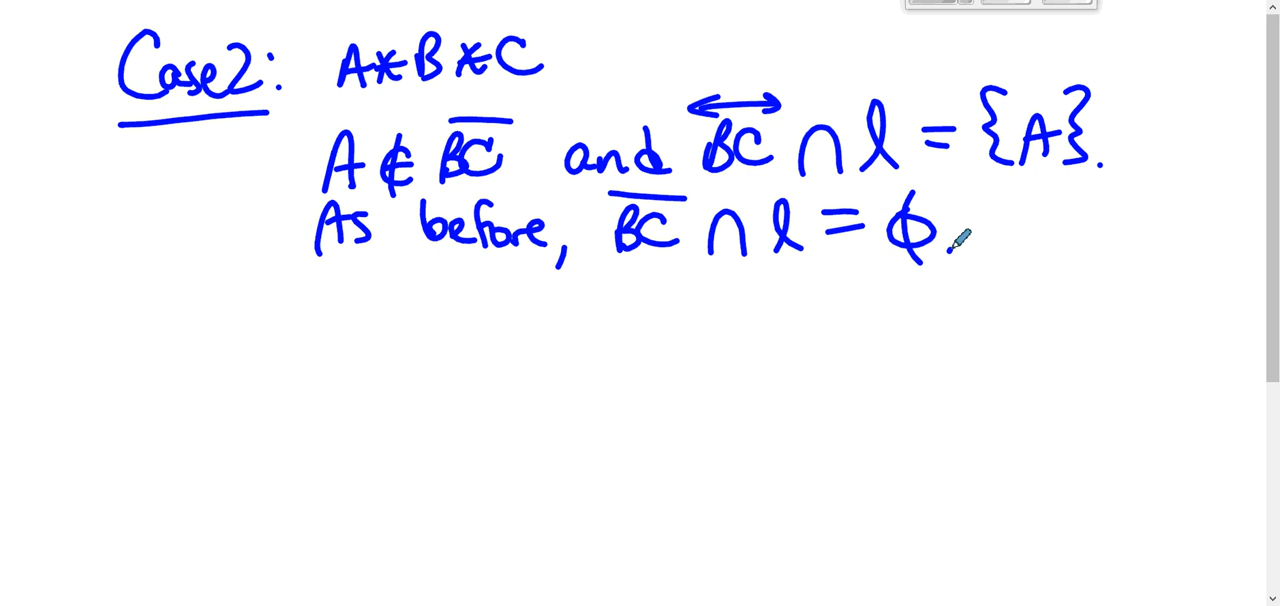 Case 2: A*B*C
A ∉ B̅C̅ and B͟C⃡ ∩ l = {A}.
As before, B̅C̅ ∩ l = ϕ.